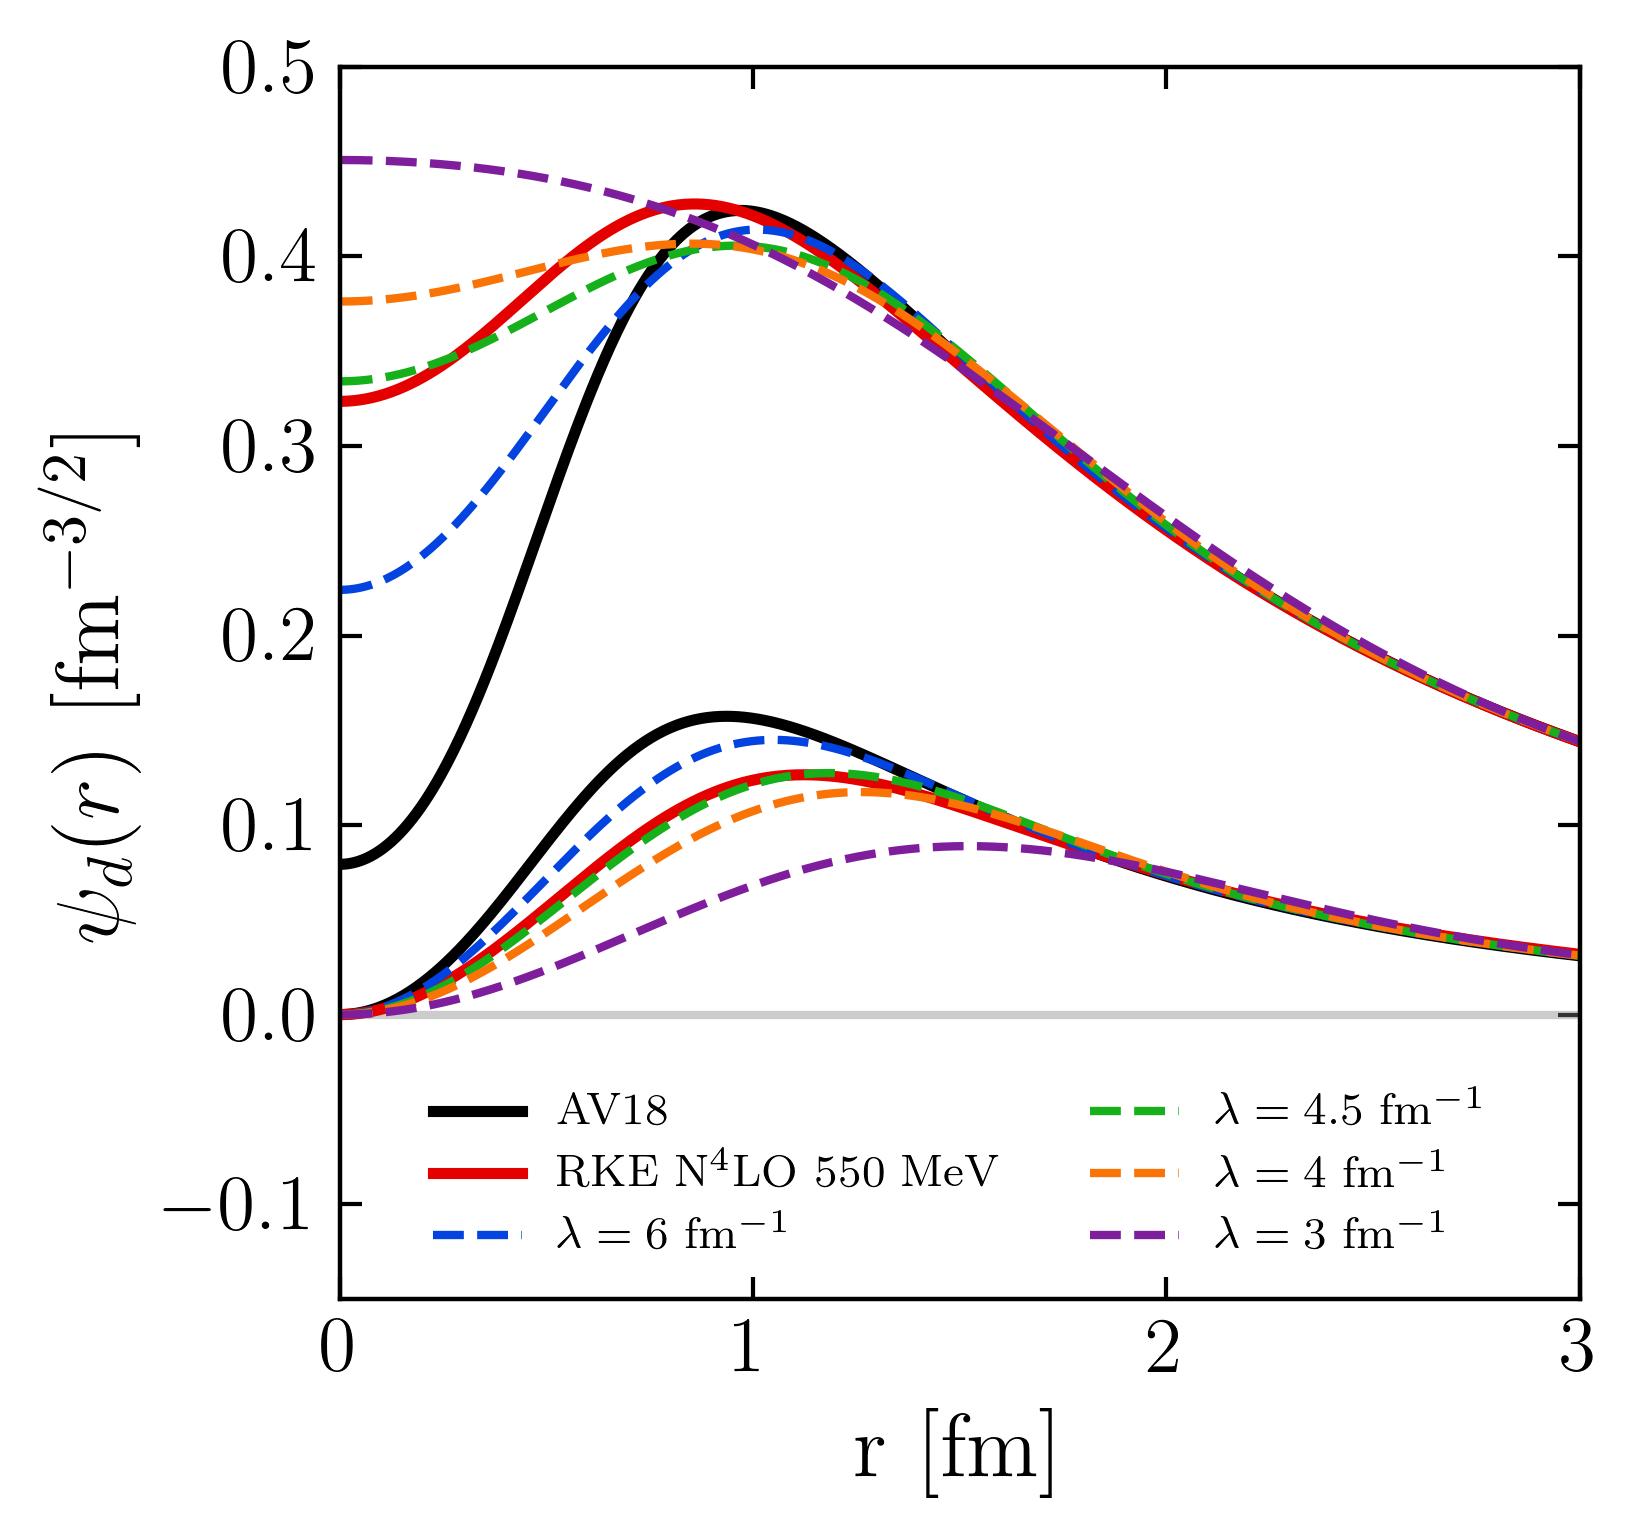 0.5
0.4
0.3
0.2
0.1
0.0
−0.1
ψ_d(r) [fm^{−3/2}]
AV18
RKE N⁴LO 550 MeV
λ = 6 fm⁻¹
λ = 4.5 fm⁻¹
λ = 4 fm⁻¹
λ = 3 fm⁻¹
0 1 2 3
r [fm]